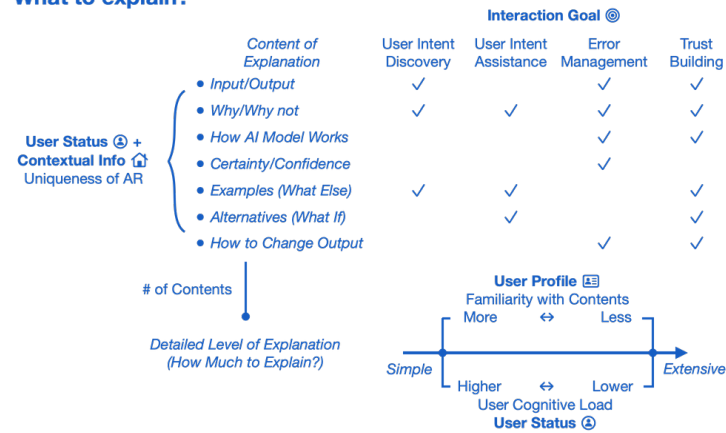 What to explain?
Interaction Goal
Content of Explanation
User Intent Discovery
User Intent Assistance
Error Management
Trust Building
Input/Output ✓ ✓ ✓
Why/Why not ✓ ✓ ✓ ✓
How AI Model Works ✓ ✓
Certainty/Confidence ✓
Examples (What Else) ✓ ✓ ✓
Alternatives (What If) ✓ ✓
How to Change Output ✓ ✓
User Status +
Contextual Info
Uniqueness of AR
# of Contents
Detailed Level of Explanation
(How Much to Explain?)
User Profile
Familiarity with Contents
More ↔ Less
Simple
Extensive
Higher ↔ Lower
User Cognitive Load
User Status